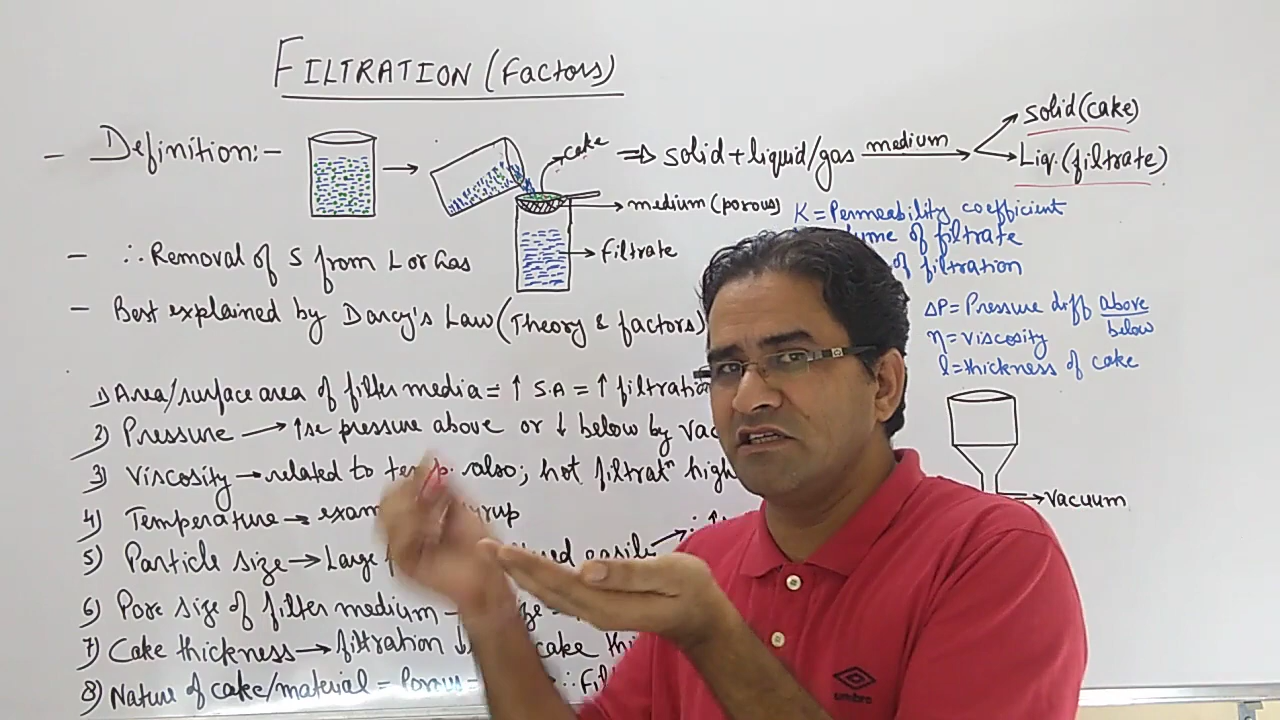 FILTRATION (Factors)
- Definition:-
cake
⇒ solid + liquid/gas medium
solid (cake)
Liq. (filtrate)
medium (porous)
filtrate
K = Permeability coefficient
of filtrate
of filtration
ΔP = Pressure diff above/below
η = viscosity
l = thickness of cake
- ∴ Removal of S from L or Gas
- Best explained by Darcy's Law (Theory & factors)
1) Area/surface area of filter media = ↑ S.A = ↑ filtration
2) Pressure → ↑se pressure above or ↓ below by
3) Viscosity → related to temp. also; hot filtratⁿ high
4) Temperature →
5) Particle size → Large easily
6) Pore size of filter medium
7) Cake thickness → filtration ↓ cake
8) Nature of cake/material = Porous =
Vacuum
umbro